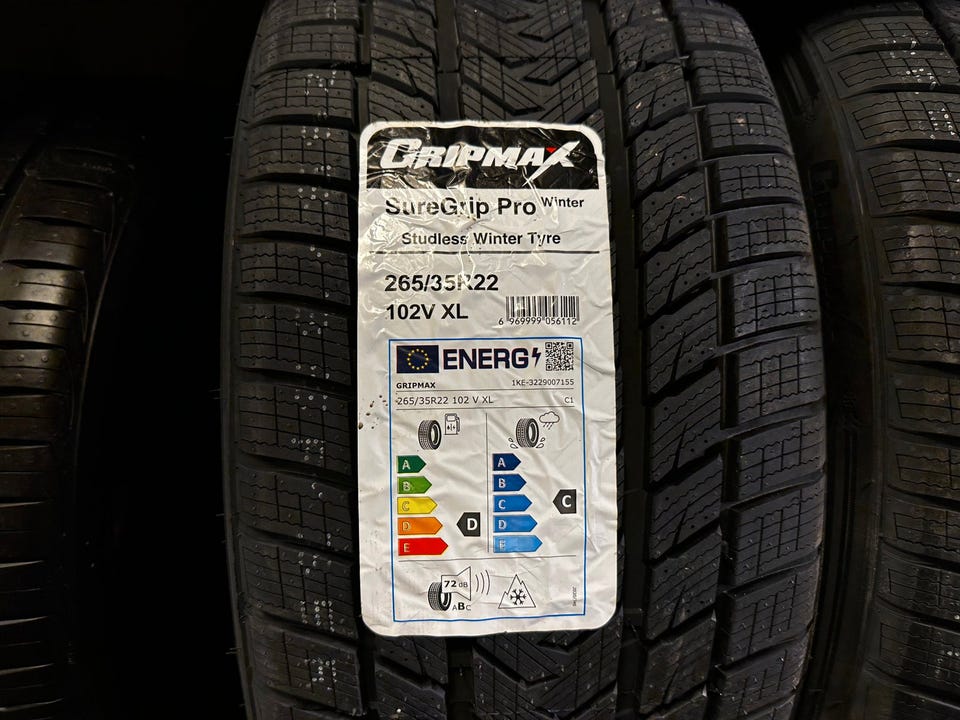 GRIPMAX
SureGrip Pro Winter
Studless Winter Tyre
265/35R22
102V XL
6 969999 056112
ENERG
GRIPMAX 1KE-3229007155
265/35R22 102 V XL C1
A A
B B
C C C
D D D
E E
72 dB
ABC